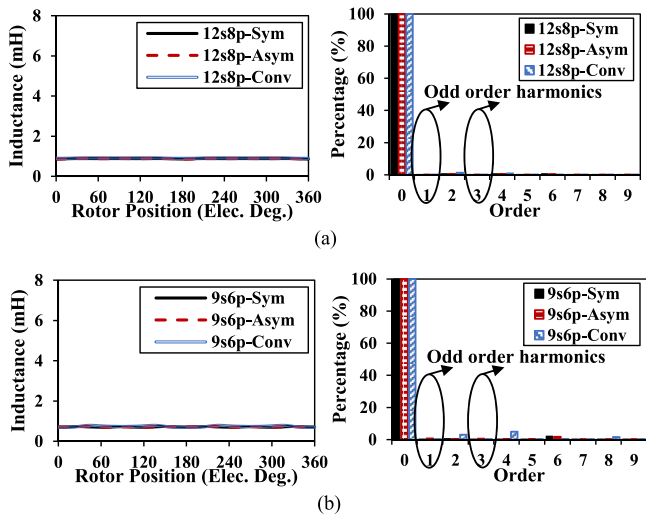 Inductance (mH)
8
6
4
2
0
12s8p-Sym
12s8p-Asym
12s8p-Conv
0 60 120 180 240 300 360
Rotor Position (Elec. Deg.)
Percentage (%)
100
80
60
40
20
0
12s8p-Sym
12s8p-Asym
12s8p-Conv
Odd order harmonics
0 1 2 3 4 5 6 7 8 9
Order
(a)
Inductance (mH)
8
6
4
2
0
9s6p-Sym
9s6p-Asym
9s6p-Conv
0 60 120 180 240 300 360
Rotor Position (Elec. Deg.)
Percentage (%)
100
80
60
40
20
0
9s6p-Sym
9s6p-Asym
9s6p-Conv
Odd order harmonics
0 1 2 3 4 5 6 7 8 9
Order
(b)